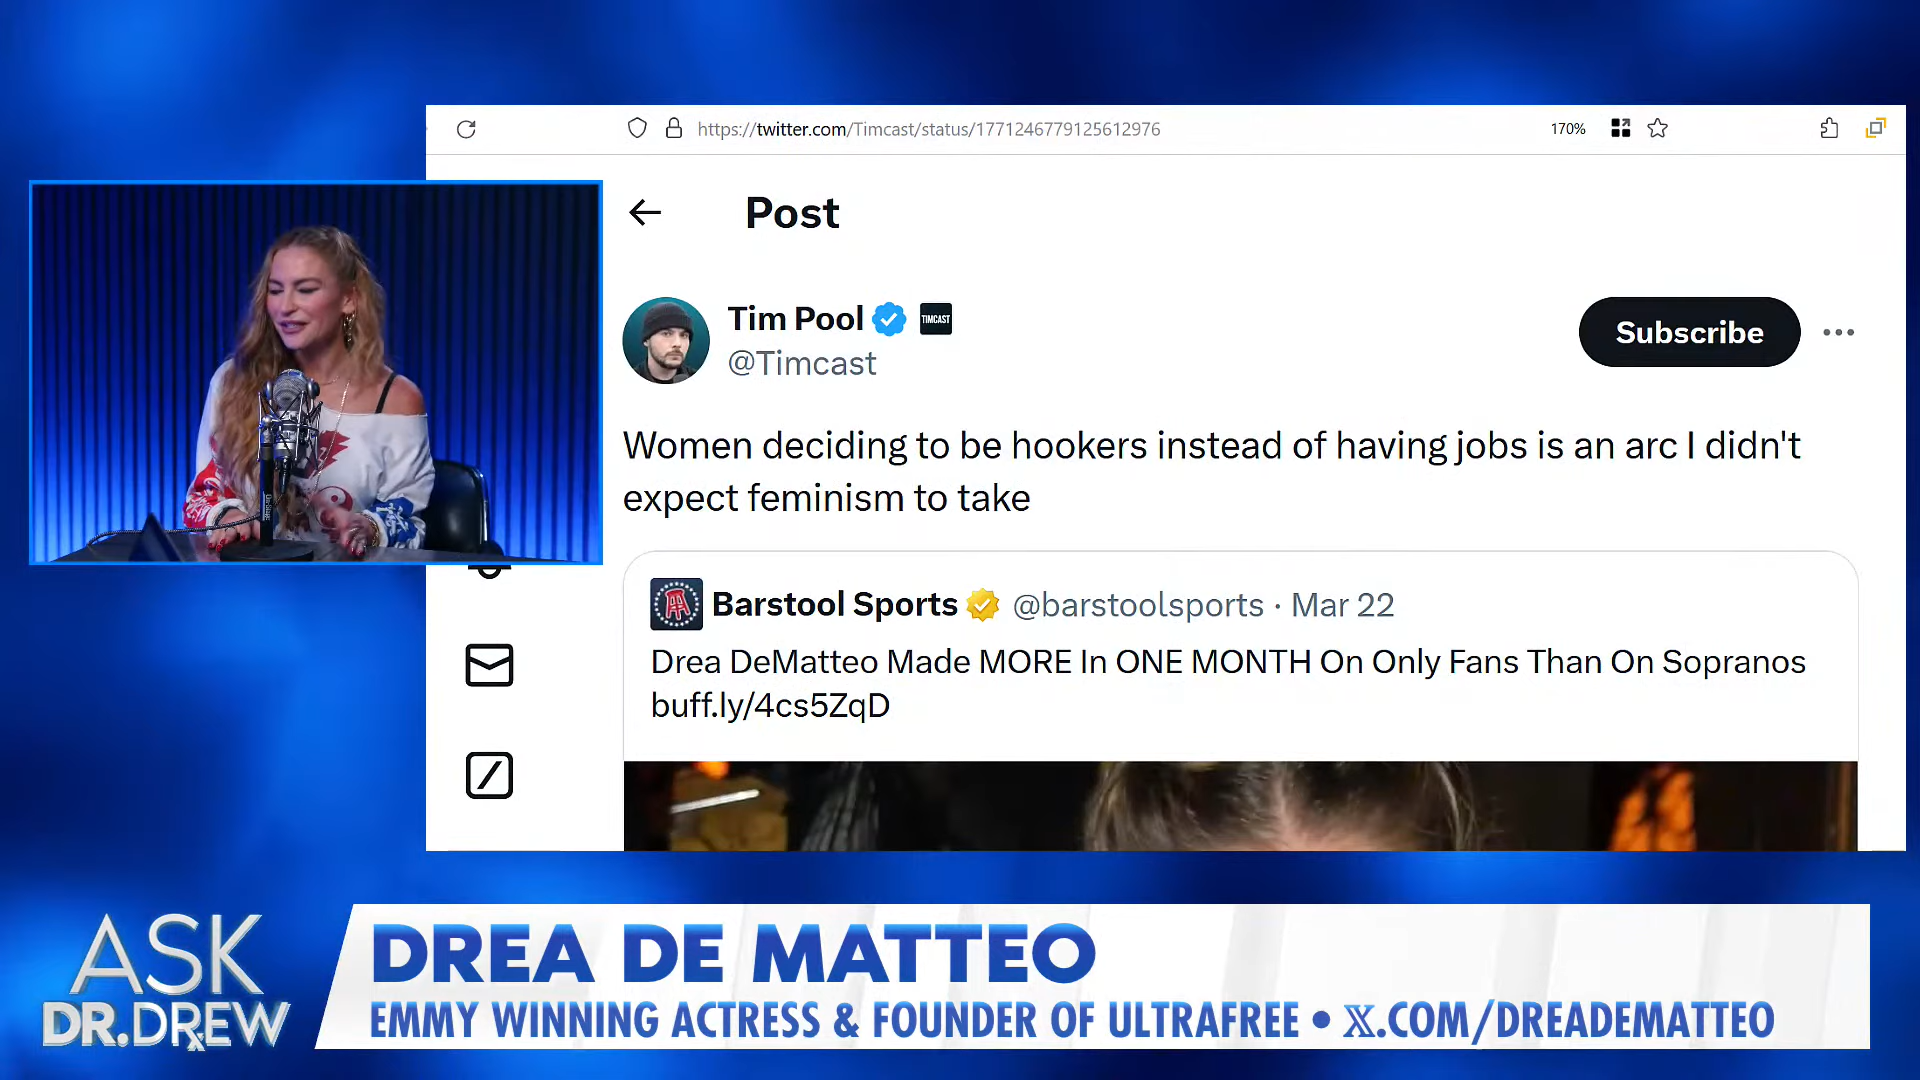 https://twitter.com/Timcast/status/1771246779125612976
170%
Post
Tim Pool
TIMCAST
@Timcast
Subscribe
Women deciding to be hookers instead of having jobs is an arc I didn't
expect feminism to take
Barstool Sports @barstoolsports · Mar 22
Drea DeMatteo Made MORE In ONE MONTH On Only Fans Than On Sopranos
buff.ly/4cs5ZqD
ASK
DR.DREW
DREA DE MATTEO
EMMY WINNING ACTRESS & FOUNDER OF ULTRAFREE • X.COM/DREADEMATTEO